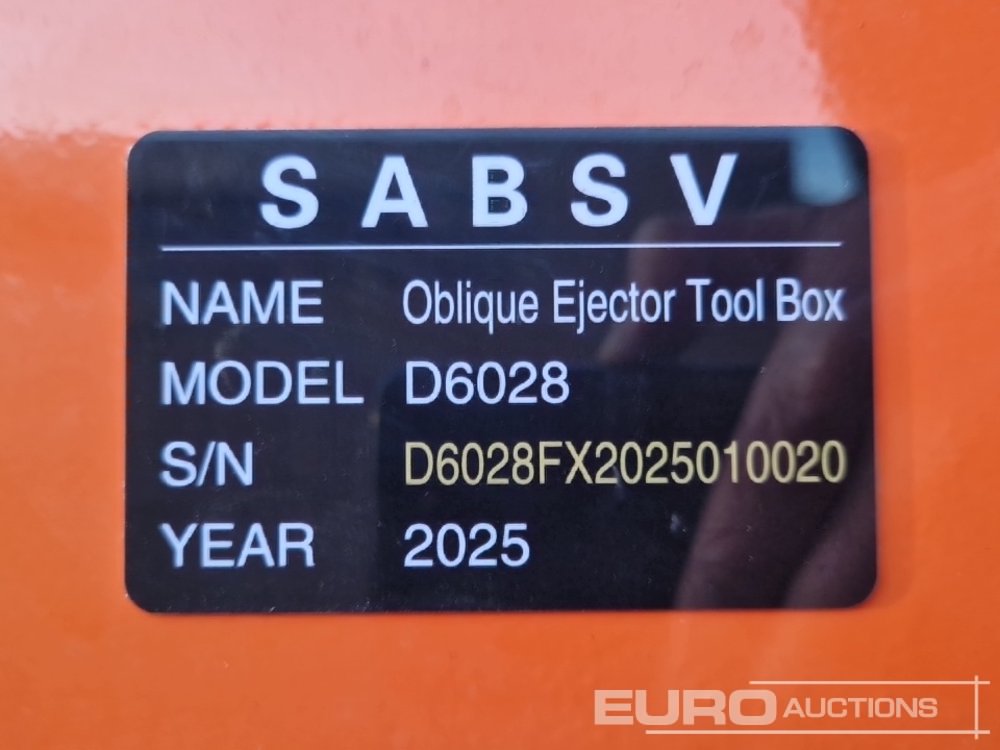 SABSV
NAME Oblique Ejector Tool Box
MODEL D6028
S/N D6028FX2025010020
YEAR 2025
EURO AUCTIONS